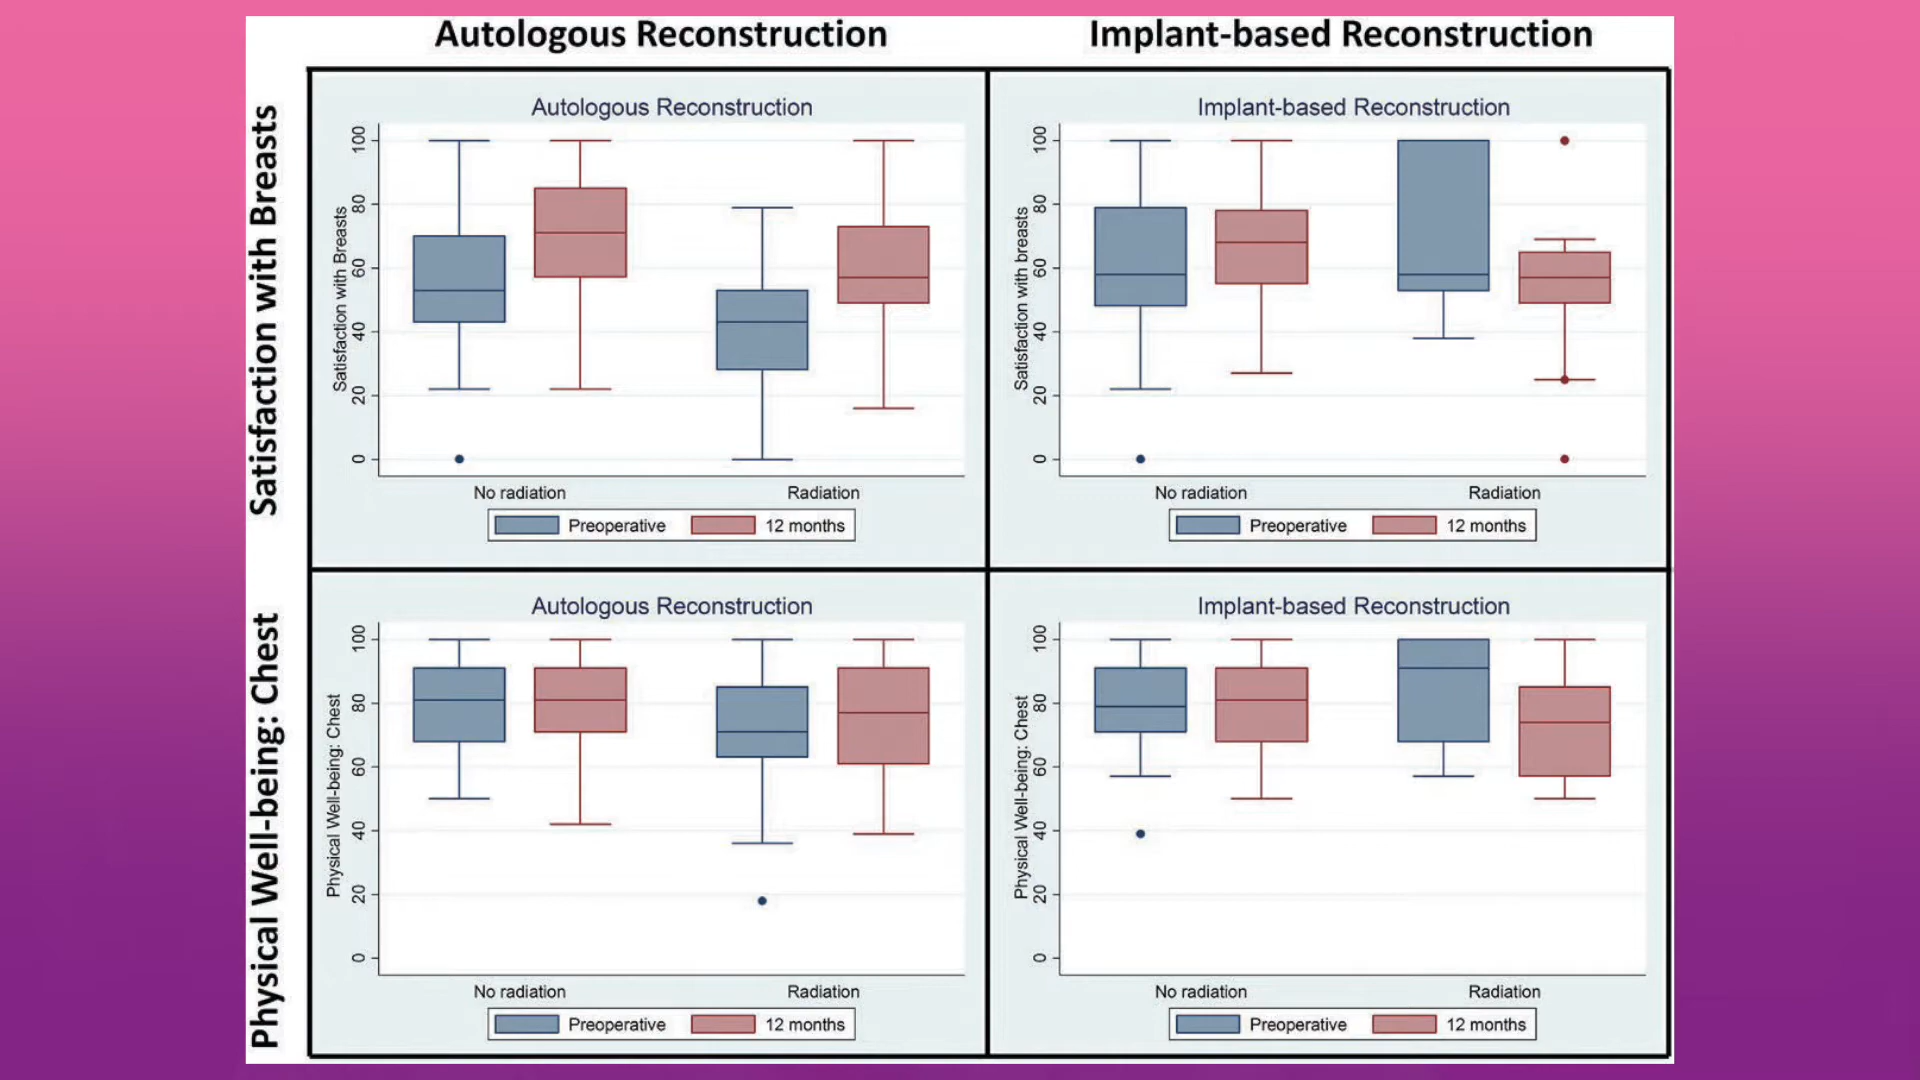 Autologous Reconstruction
Implant-based Reconstruction
Satisfaction with Breasts
Autologous Reconstruction
Satisfaction with Breasts
0 20 40 60 80 100
No radiation Radiation
Preoperative 12 months
Implant-based Reconstruction
Satisfaction with breasts
0 20 40 60 80 100
No radiation Radiation
Preoperative 12 months
Physical Well-being: Chest
Autologous Reconstruction
Physical Well-being: Chest
0 20 40 60 80 100
No radiation Radiation
Preoperative 12 months
Implant-based Reconstruction
Physical Well-being: Chest
0 20 40 60 80 100
No radiation Radiation
Preoperative 12 months